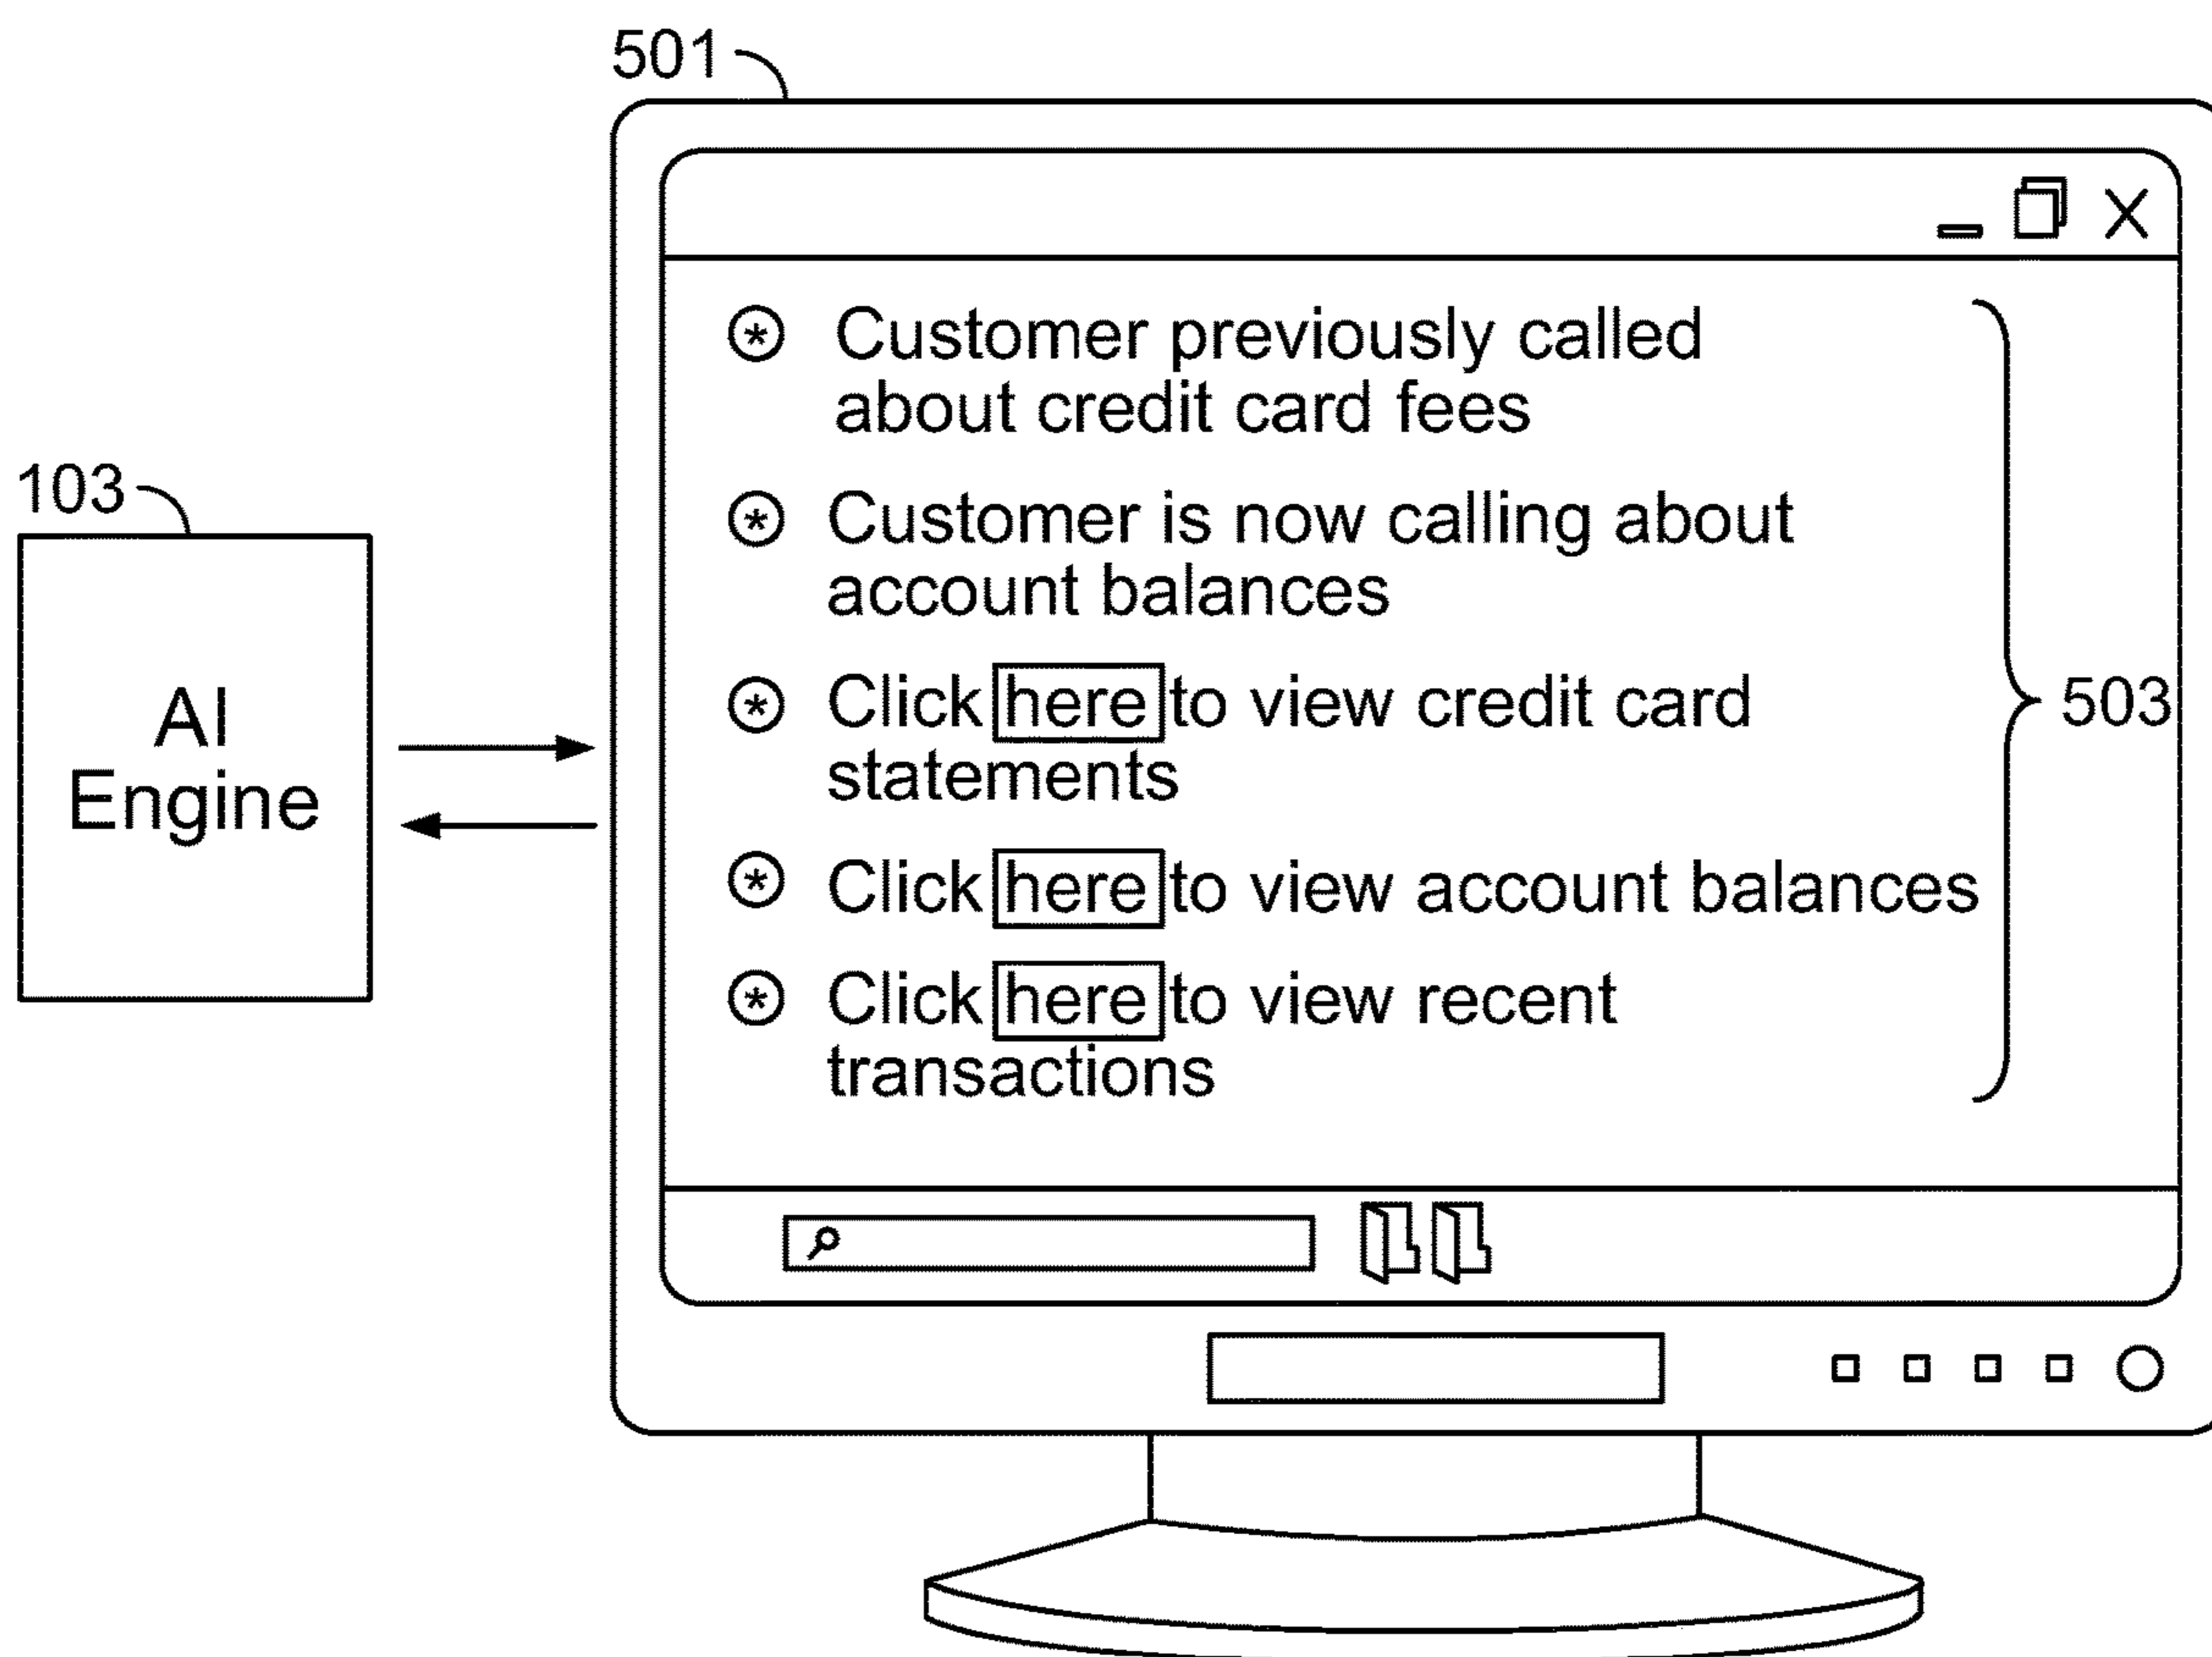 501
103
AI
Engine
⊛ Customer previously called
about credit card fees
⊛ Customer is now calling about
account balances
⊛ Click here to view credit card
statements
⊛ Click here to view account balances
⊛ Click here to view recent
transactions
503